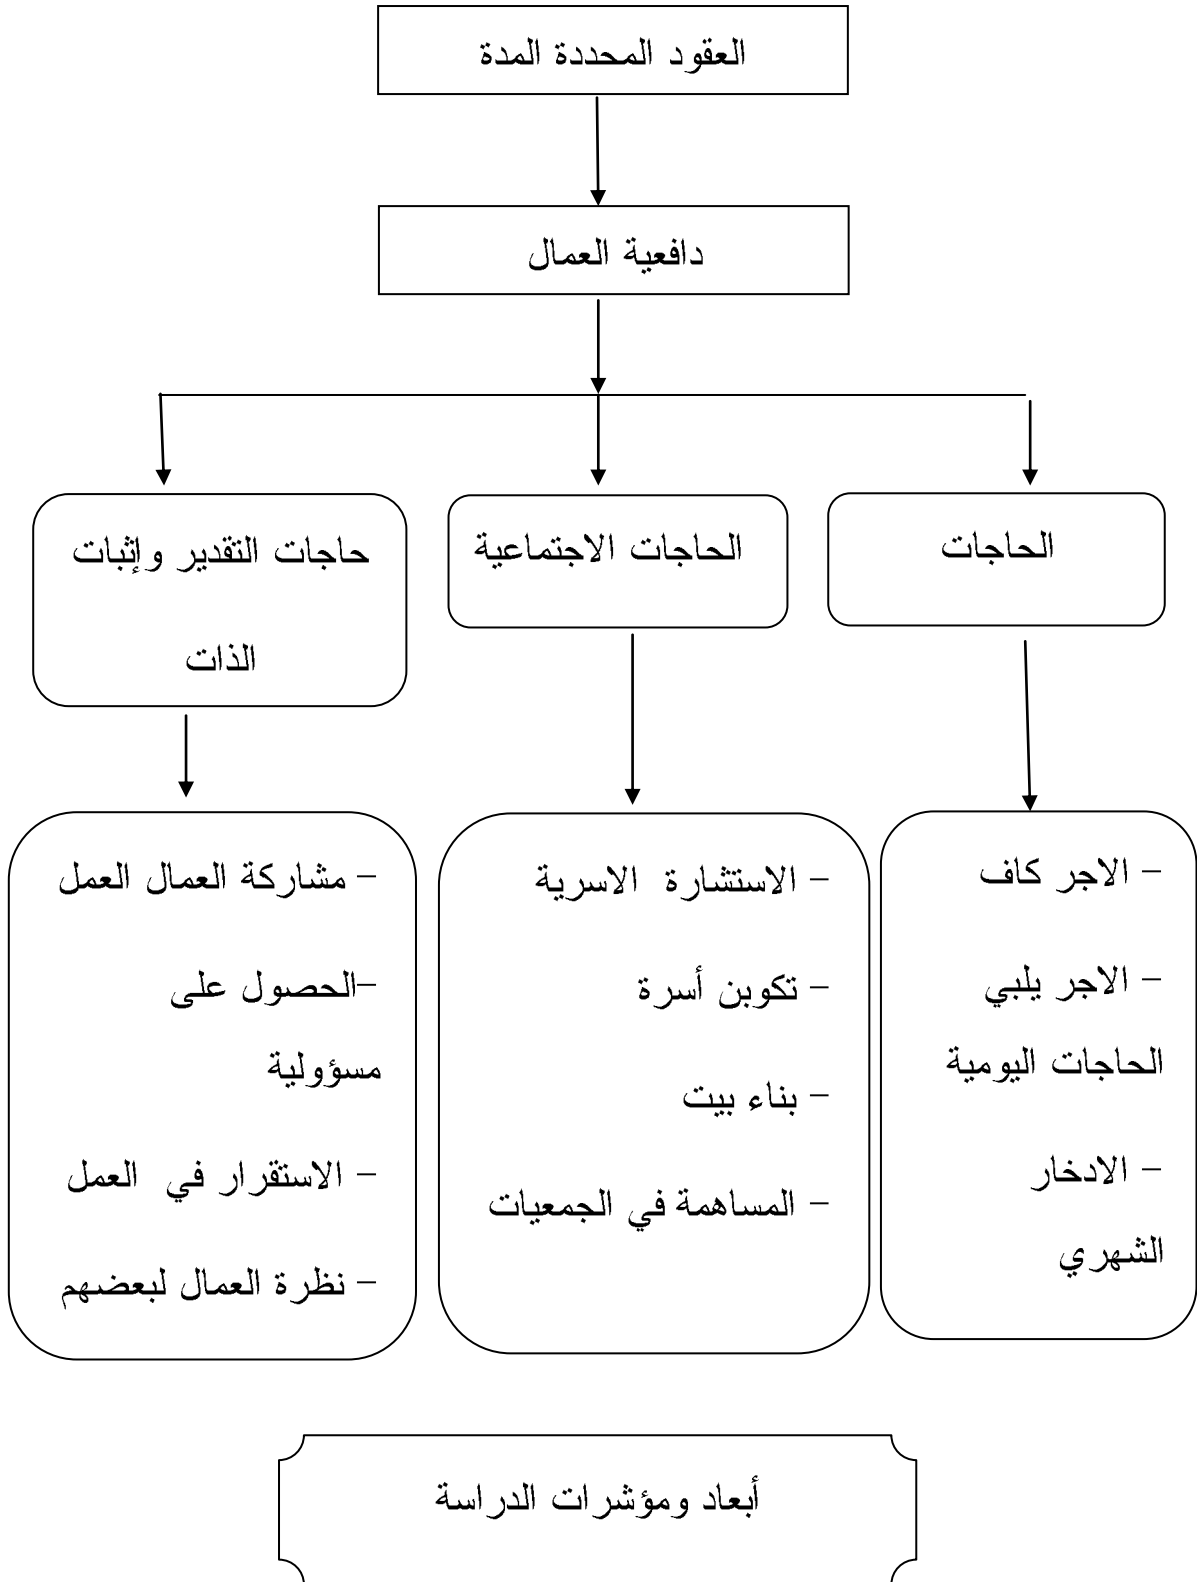 العقود المحددة المدة
دافعية العمال
الحاجات
الحاجات الاجتماعية
حاجات التقدير وإثبات
الذات
– الاجر كاف
– الاجر يلبي
الحاجات اليومية
– الادخار
الشهري
– الاستشارة الاسرية
– تكوبن أسرة
– بناء بيت
– المساهمة في الجمعيات
– مشاركة العمال العمل
–الحصول على
مسؤولية
– الاستقرار في العمل
– نظرة العمال لبعضهم
أبعاد ومؤشرات الدراسة